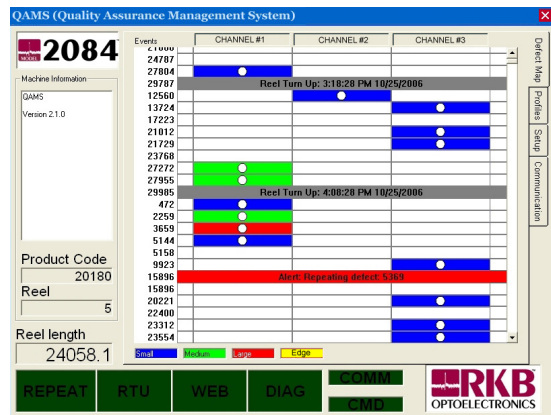 QAMS (Quality Assurance Management System)
MODEL 2084
Machine Information
QAMS
Version 2.1.0
Product Code
20180
Reel
5
Reel length
24058.1
Events CHANNEL #1 CHANNEL #2 CHANNEL #3
24787
27804
29787 Reel Turn Up: 3:18:28 PM 10/25/2006
12560
13724
17223
21012
21729
23768
27272
27955
29985 Reel Turn Up: 4:08:28 PM 10/25/2006
472
2259
3659
5144
5158
9923
15896 Alert: Repeating defect: 5369
15896
20221
22400
23312
23554
Small Medium Large Edge
Defect Map
Profiles
Setup
Communication
REPEAT RTU WEB DIAG COMM
CMD
RKB
OPTOELECTRONICS